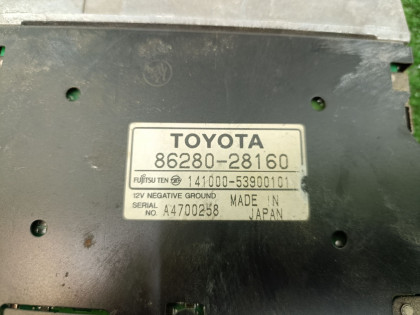 TOYOTA
86280-28160
FUJITSU TEN 141000-53900101
12V NEGATIVE GROUND
SERIAL NO. A4700258
MADE IN JAPAN